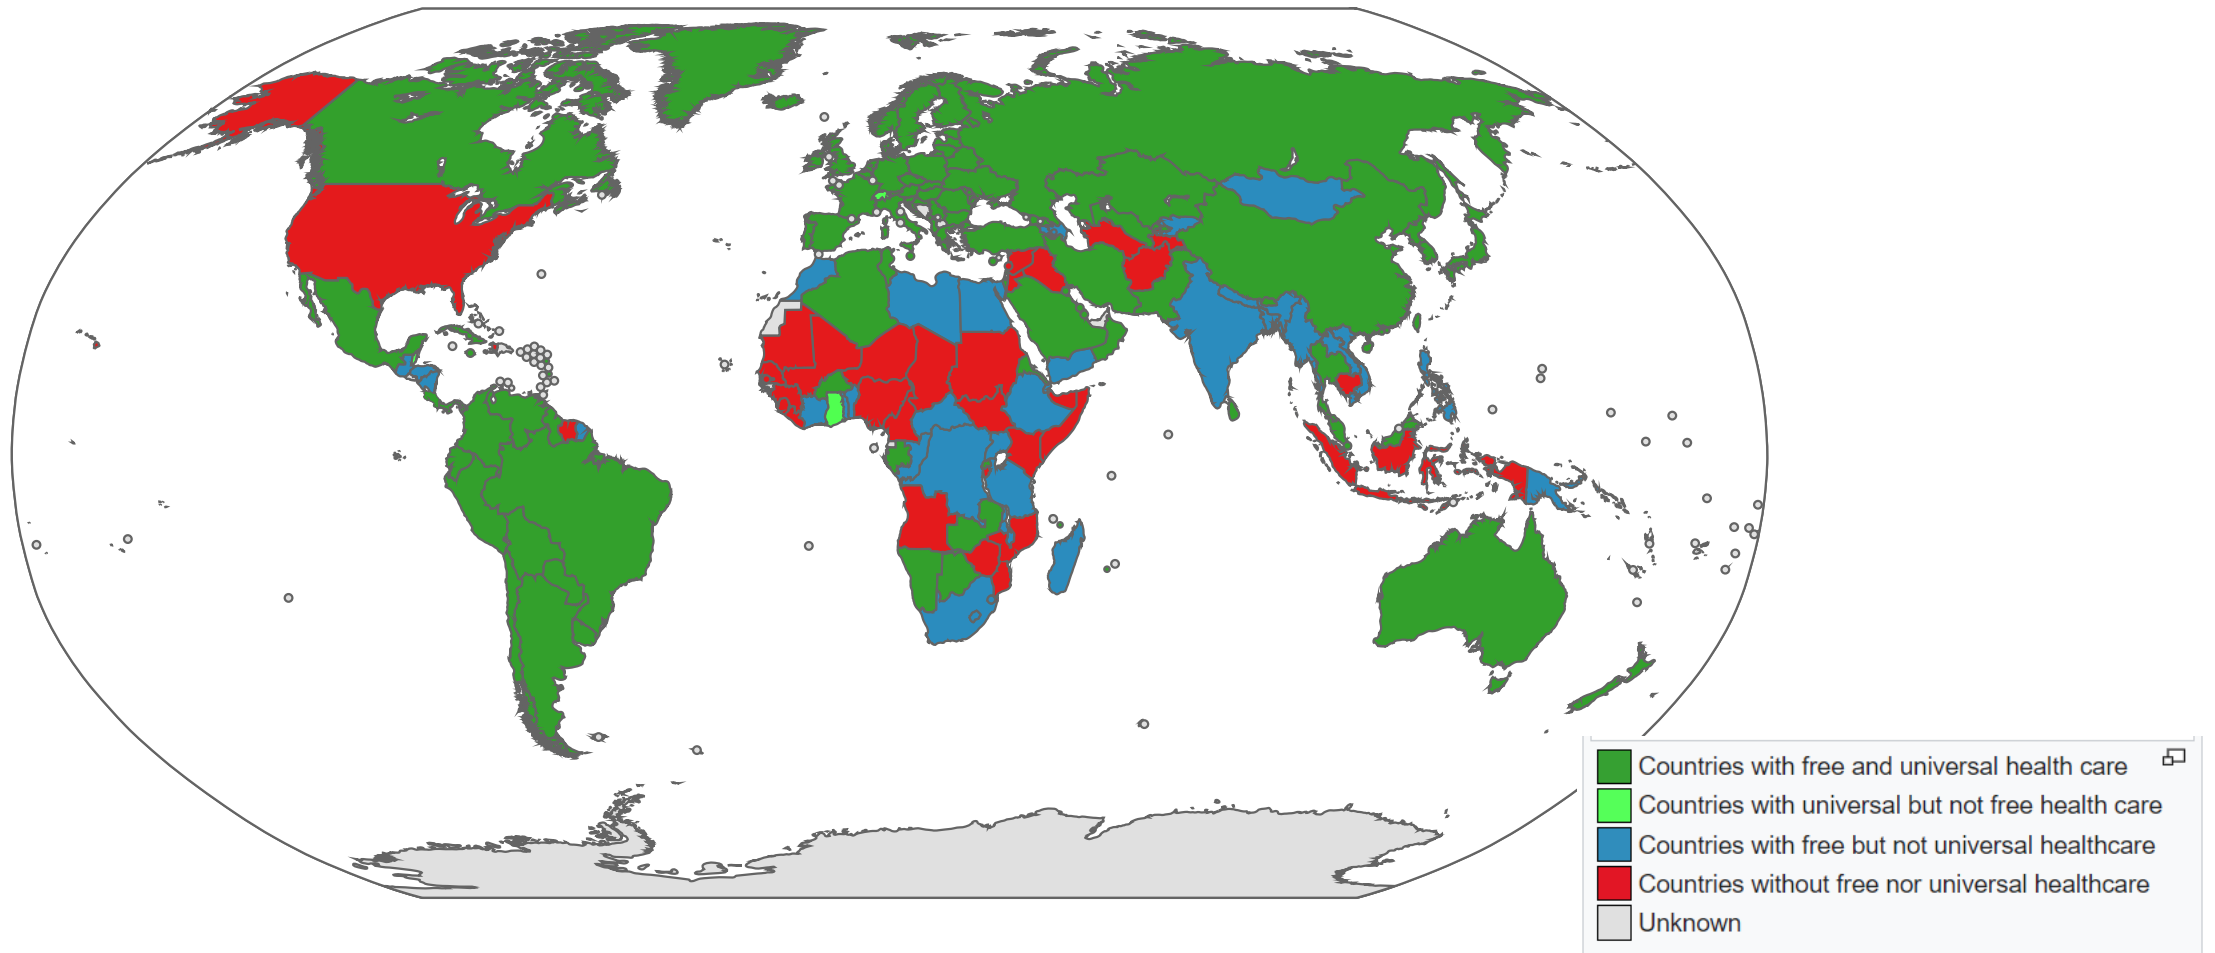 Countries with free and universal health care
Countries with universal but not free health care
Countries with free but not universal healthcare
Countries without free nor universal healthcare
Unknown